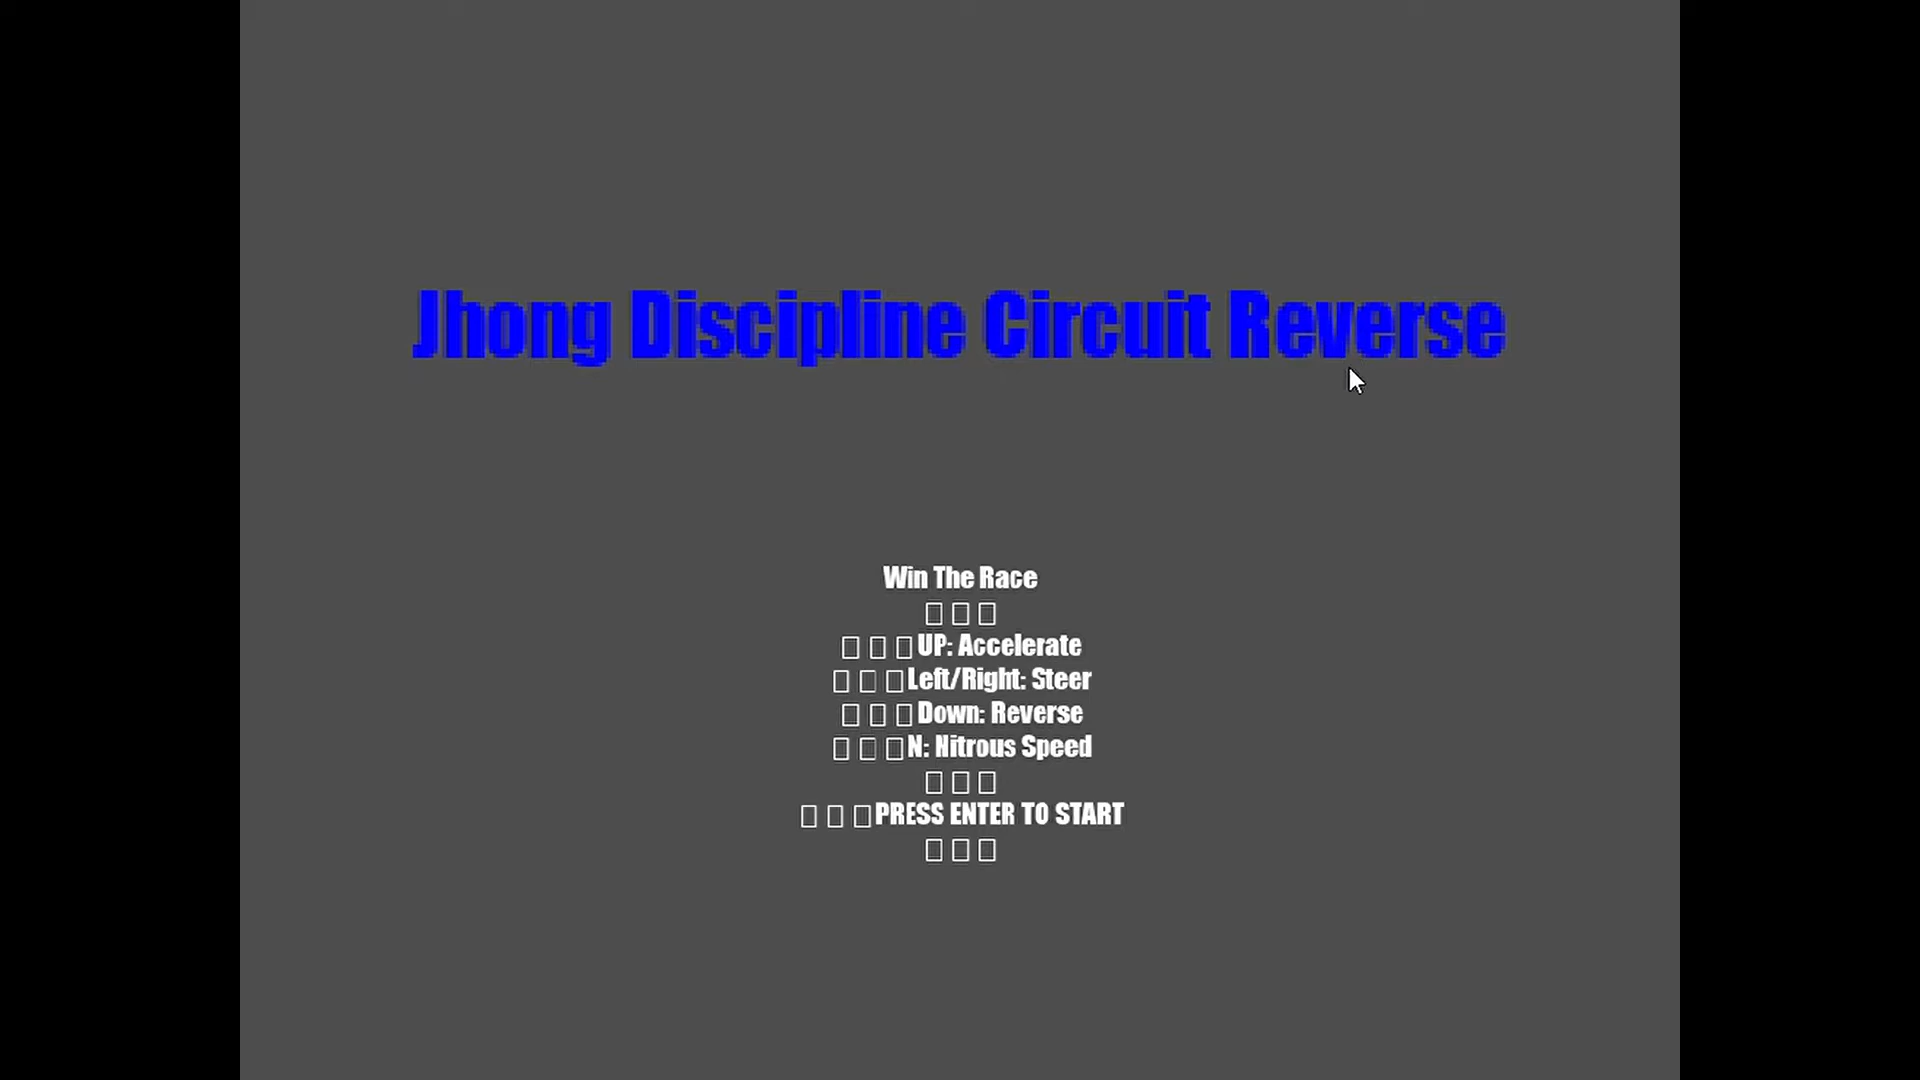 Jhong Discipline Circuit Reverse
Win The Race
UP: Accelerate
Left/Right: Steer
Down: Reverse
N: Nitrous Speed
PRESS ENTER TO START